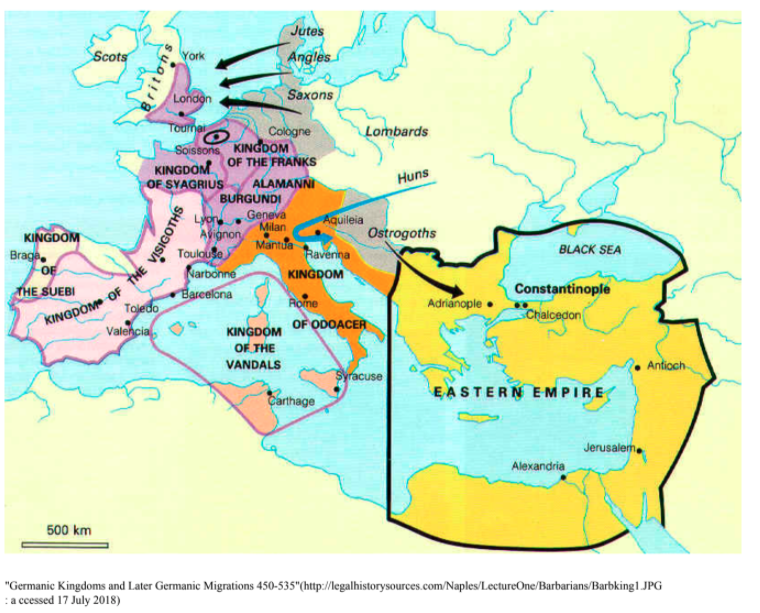 Jutes
Scots
Britons
York
Angles
London
Saxons
Tournai
Cologne
Lombards
Soissons
KINGDOM
OF THE FRANKS
KINGDOM
OF SYAGRIUS
ALAMANNI
Huns
BURGUNDI
Lyon
Geneva
Milan
Aquileia
Avignon
Mantua
Ostrogoths
KINGDOM
OF
THE SUEBI
Braga
Toulouse
Ravenna
BLACK SEA
KINGDOM OF THE VISIGOTHS
Narbonne
KINGDOM
OF ODOACER
Constantinople
Barcelona
Rome
Adrianople
Chalcedon
Toledo
Valencia
KINGDOM
OF THE
VANDALS
Antioch
Syracuse
EASTERN EMPIRE
Carthage
Jerusalem
Alexandria
500 km
"Germanic Kingdoms and Later Germanic Migrations 450-535"(http://legalhistorysources.com/Naples/LectureOne/Barbarians/Barbking1.JPG
: a ccessed 17 July 2018)